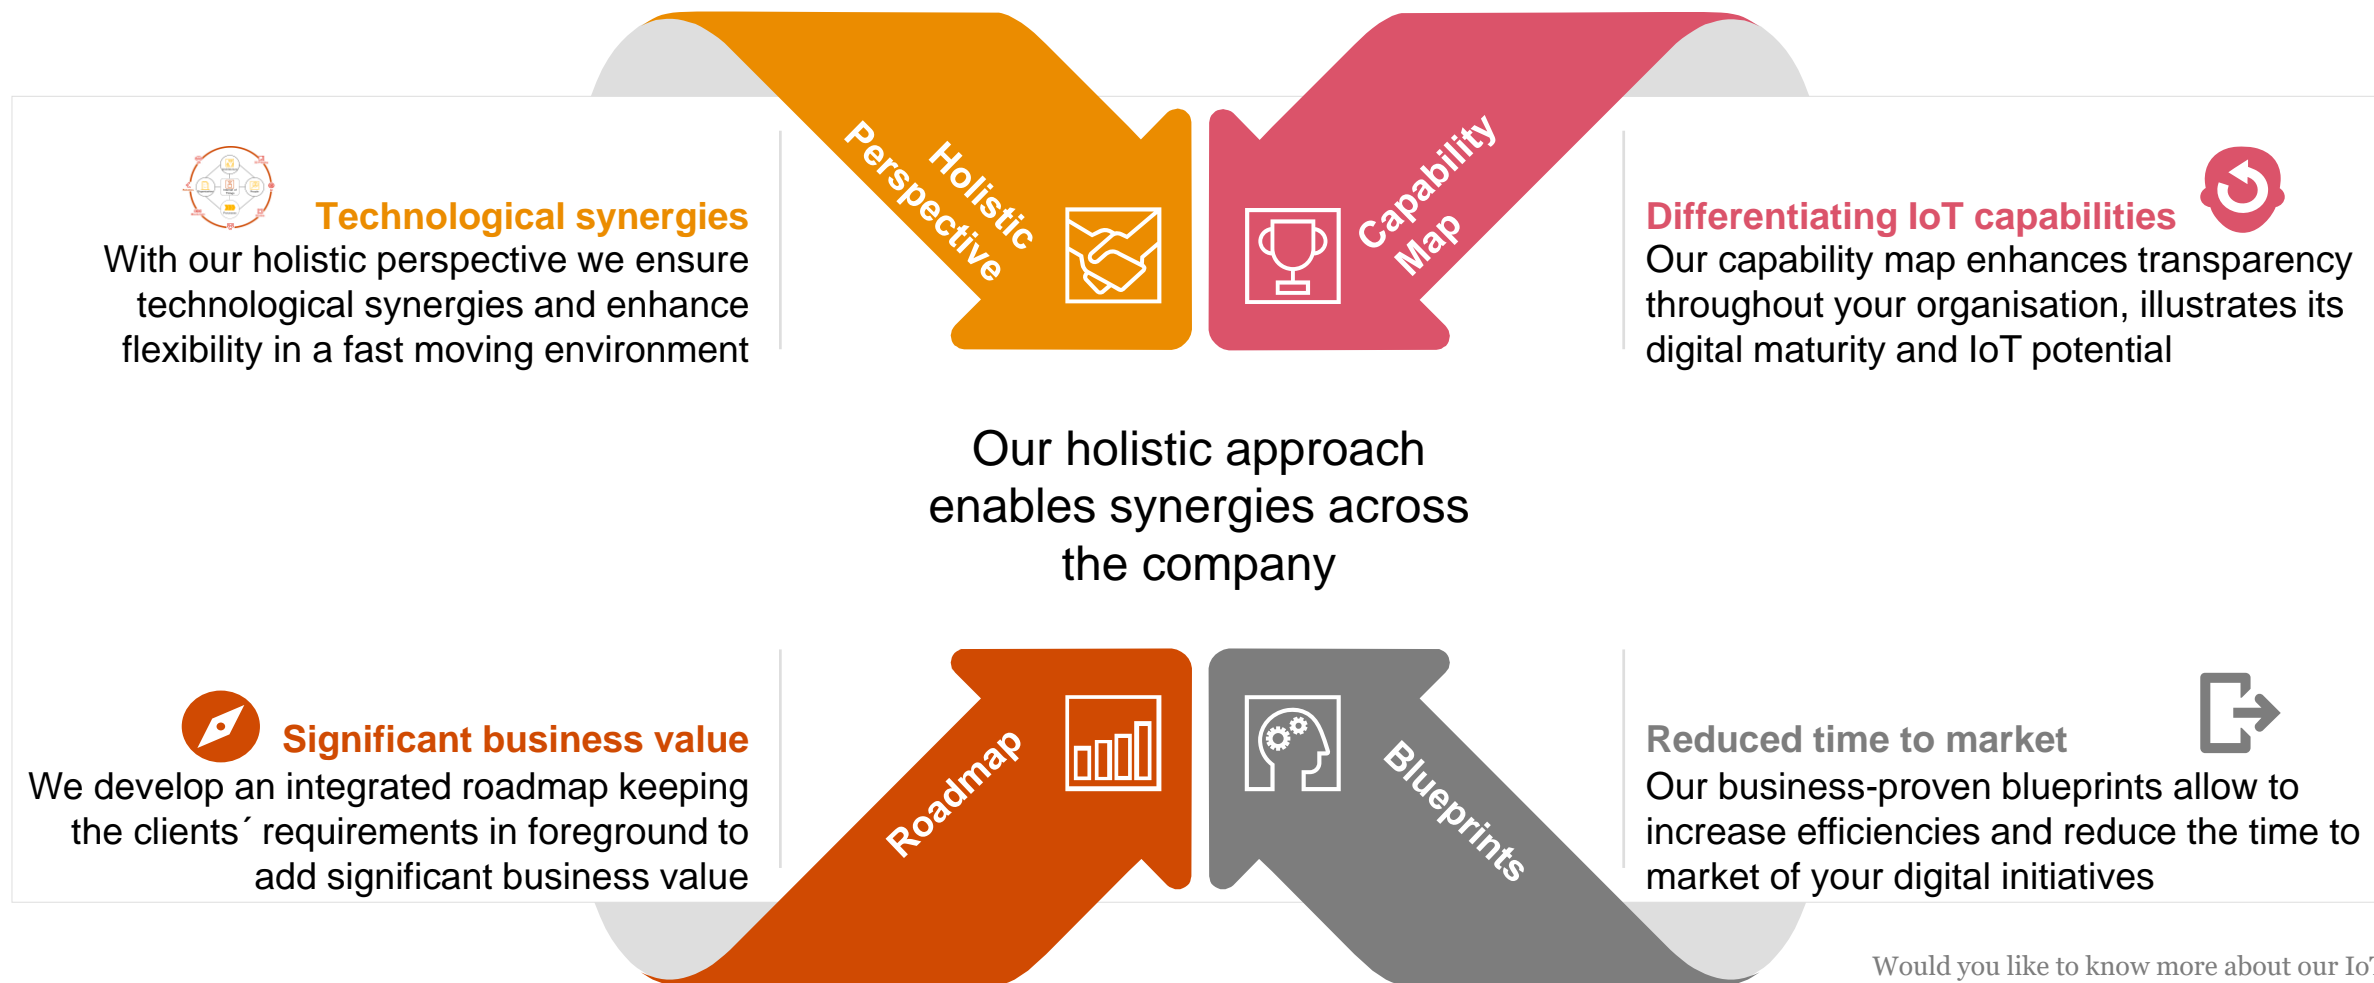 Holistic
Perspective
Capability
Map
Technological synergies
With our holistic perspective we ensure
technological synergies and enhance
flexibility in a fast moving environment
Differentiating IoT capabilities
Our capability map enhances transparency
throughout your organisation, illustrates its
digital maturity and IoT potential
Our holistic approach
enables synergies across
the company
Significant business value
We develop an integrated roadmap keeping
the clients´ requirements in foreground to
add significant business value
Roadmap
Blueprints
Reduced time to market
Our business-proven blueprints allow to
increase efficiencies and reduce the time to
market of your digital initiatives
Would you like to know more about our IoT